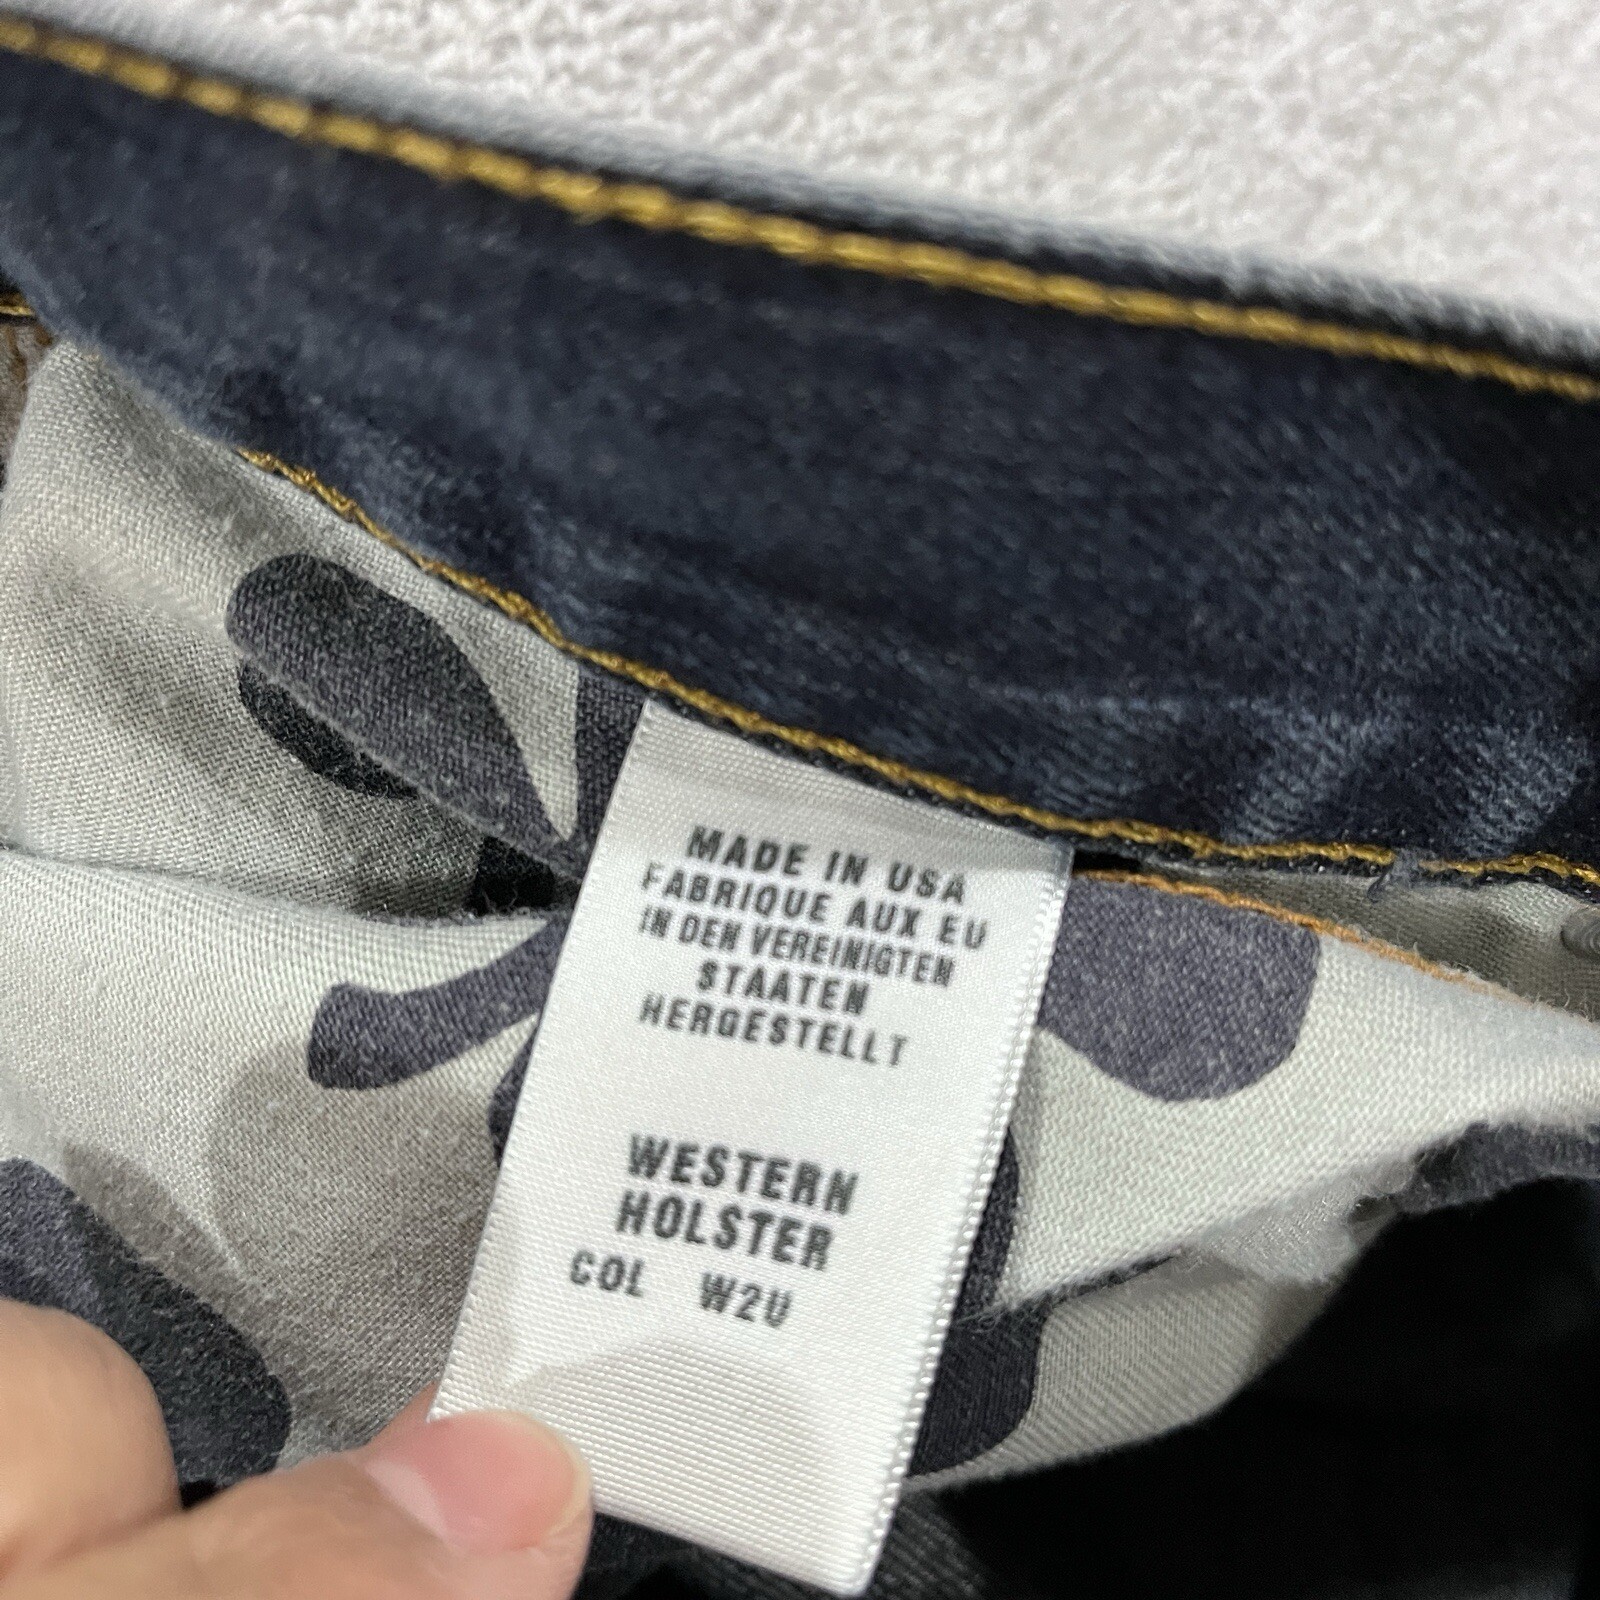 MADE IN USA
FABRIQUE AUX EU
IN DEN VEREINIGTEN
STAATEN
HERGESTELLT
WESTERN
HOLSTER
COL W2U